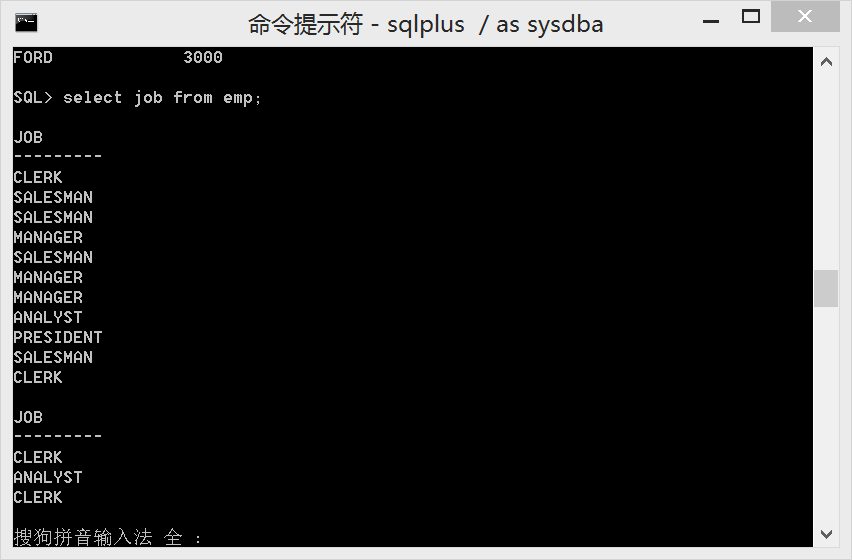 命令提示符 - sqlplus  / as sysdba
FORD             3000
SQL> select job from emp;
JOB
---------
CLERK
SALESMAN
SALESMAN
MANAGER
SALESMAN
MANAGER
MANAGER
ANALYST
PRESIDENT
SALESMAN
CLERK
JOB
---------
CLERK
ANALYST
CLERK
搜狗拼音输入法 全 :